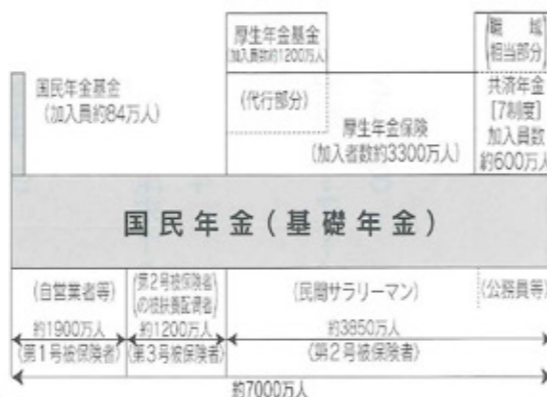 厚生年金基金
(加入員数約1200万人)
(職域
相当部分)
国民年金基金
(加入員約84万人)
(代行部分)
厚生年金保険
(加入者数約3300万人)
共済年金
[7制度]
加入員数
約600万人
国民年金(基礎年金)
(自営業者等)
(第2号被保険者)
の被扶養配偶者
(民間サラリーマン)
(公務員等)
約1900万人
約1200万人
約3850万人
(第1号被保険者)
(第3号被保険者)
(第2号被保険者)
約7000万人